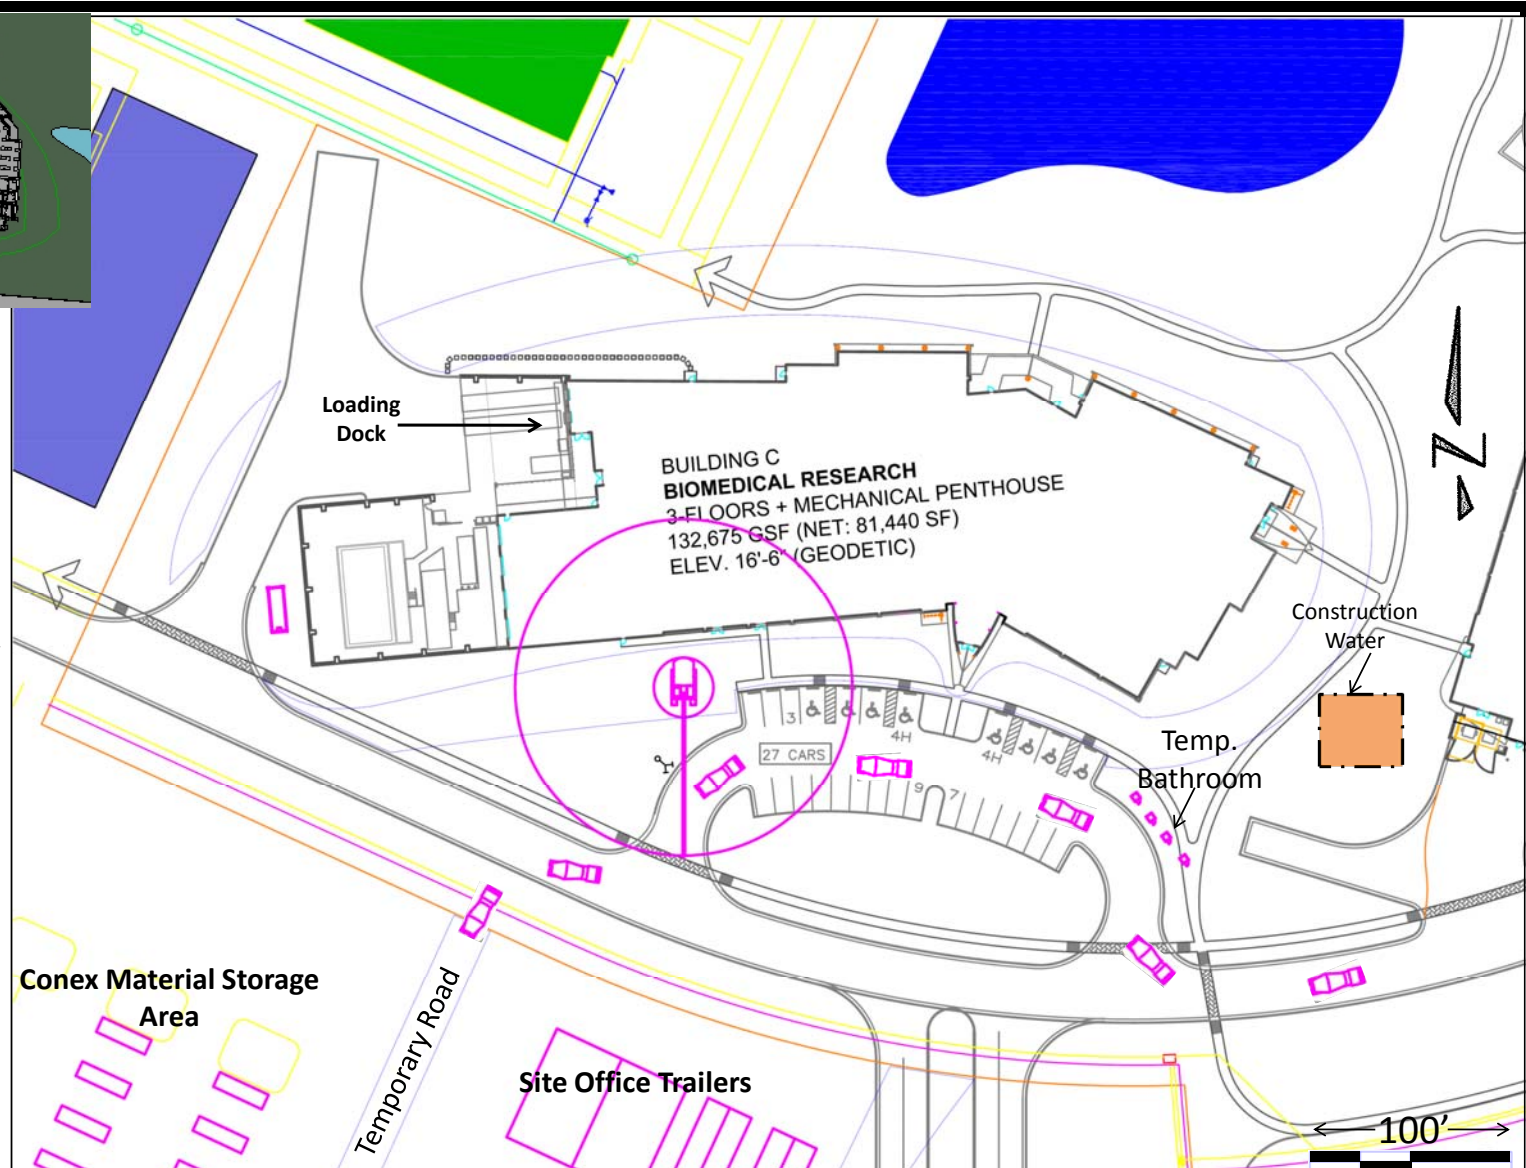 Loading
Dock
BUILDING C
BIOMEDICAL RESEARCH
3-FLOORS + MECHANICAL PENTHOUSE
132,675 GSF (NET: 81,440 SF)
ELEV. 16'-6" (GEODETIC)
N
Construction
Water
3
4H
27 CARS
4H
9
7
Temp.
Bathroom
Conex Material Storage
Area
Temporary Road
Site Office Trailers
100’